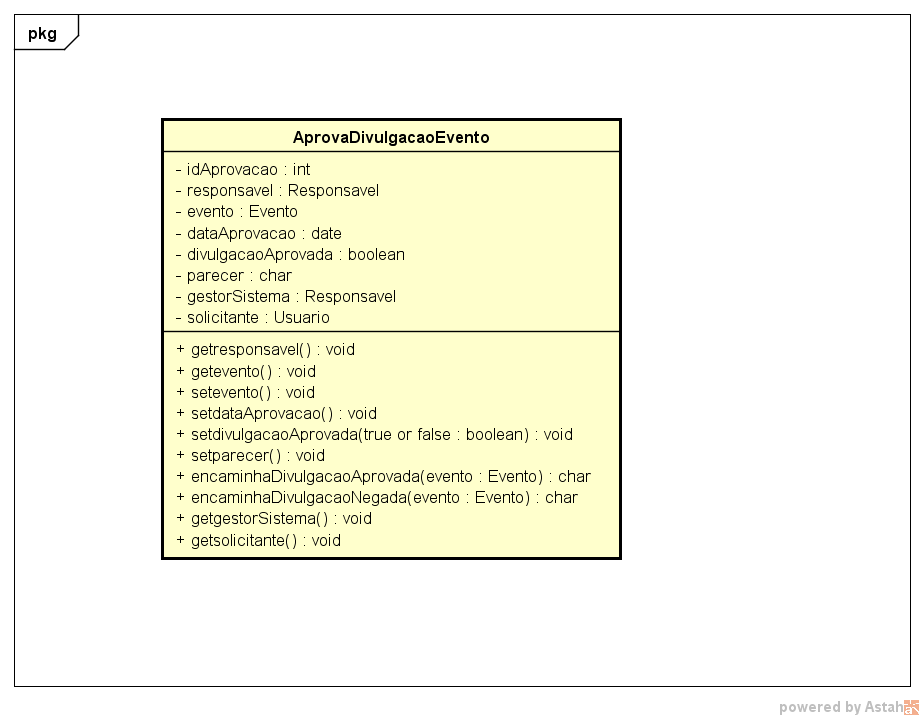 pkg
AprovaDivulgacaoEvento
- idAprovacao : int
- responsavel : Responsavel
- evento : Evento
- dataAprovacao : date
- divulgacaoAprovada : boolean
- parecer : char
- gestorSistema : Responsavel
- solicitante : Usuario
+ getresponsavel() : void
+ getevento() : void
+ setevento() : void
+ setdataAprovacao() : void
+ setdivulgacaoAprovada(true or false : boolean) : void
+ setparecer() : void
+ encaminhaDivulgacaoAprovada(evento : Evento) : char
+ encaminhaDivulgacaoNegada(evento : Evento) : char
+ getgestorSistema() : void
+ getsolicitante() : void
powered by Astah